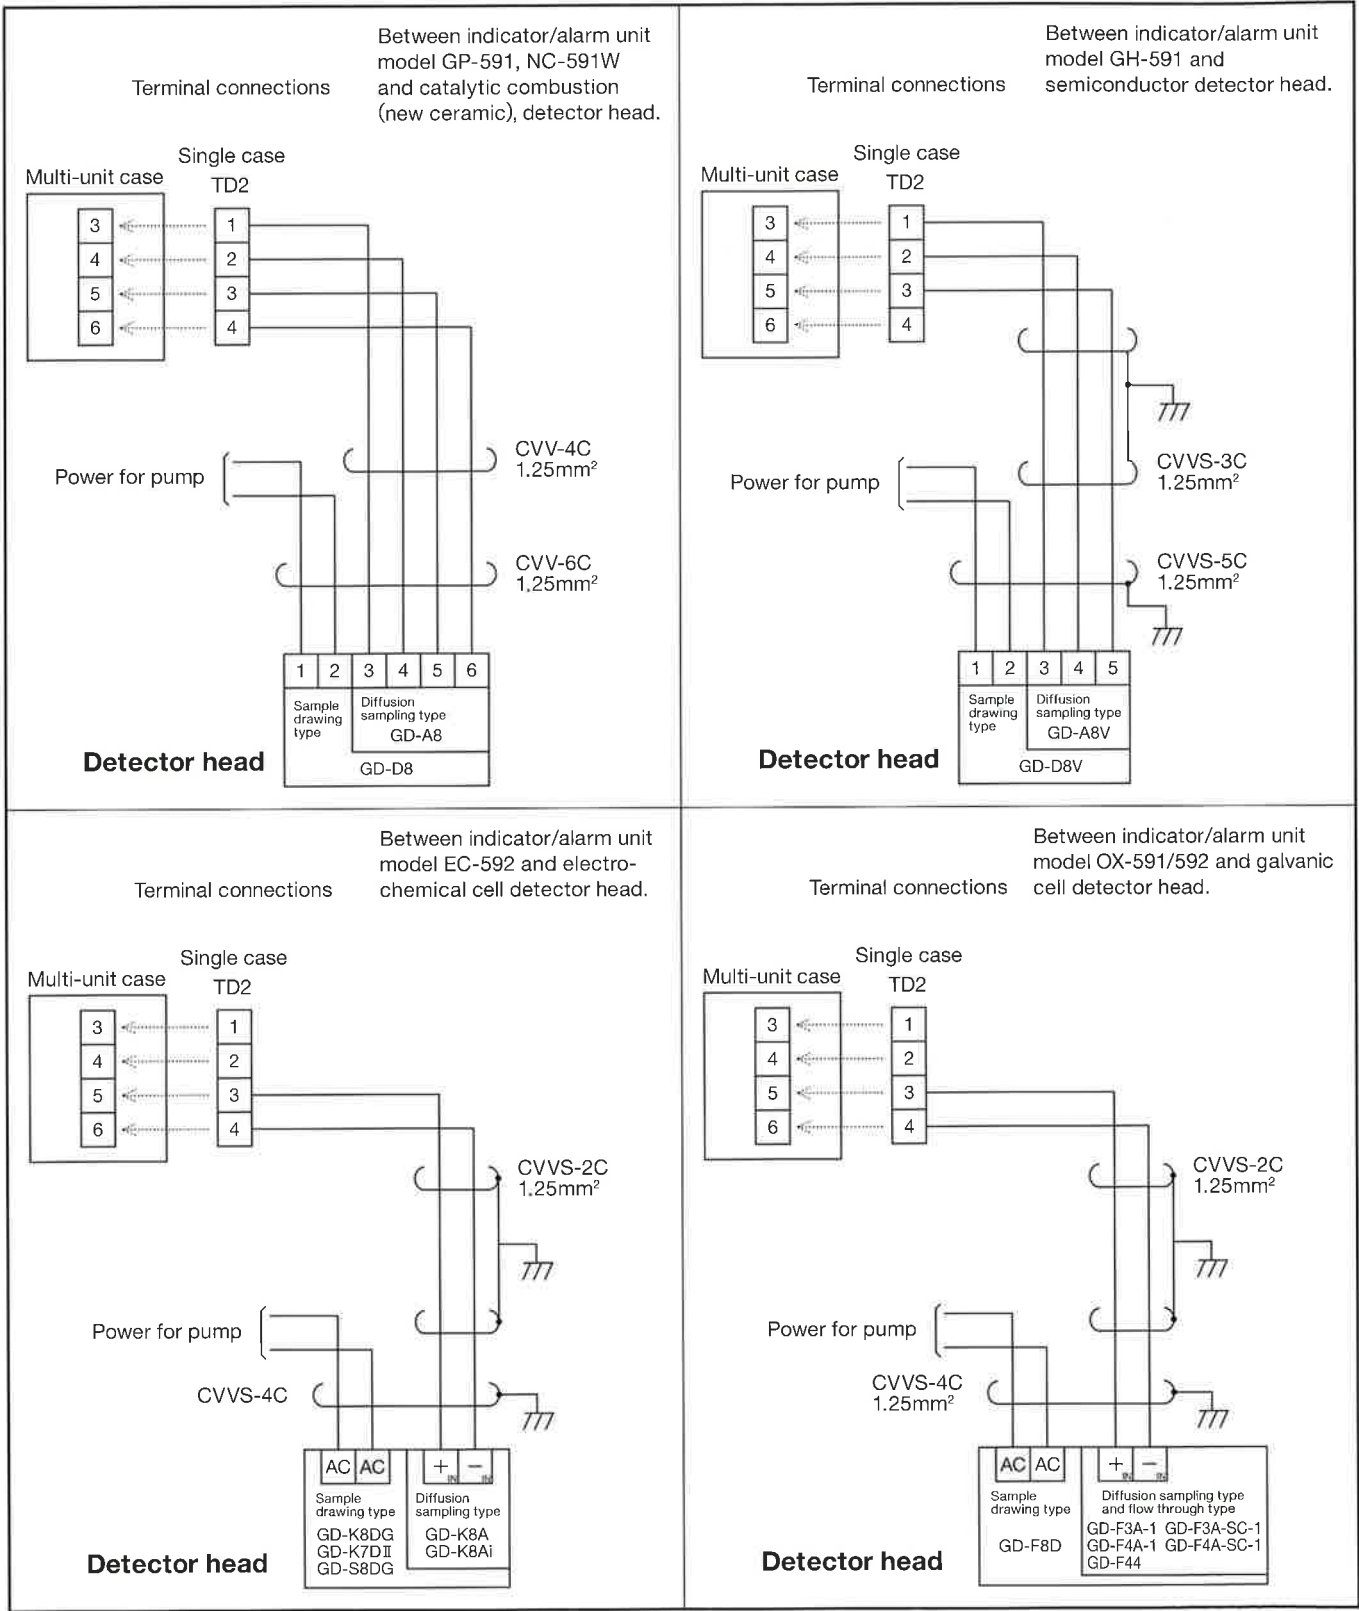 Between indicator/alarm unit
model GP-591, NC-591W
and catalytic combustion
(new ceramic), detector head.
Terminal connections
Single case
TD2
Multi-unit case
3
4
5
6
1
2
3
4
CVV-4C
1.25mm²
Power for pump
CVV-6C
1.25mm²
1 2 3 4 5 6
Sample
drawing
type
Diffusion
sampling type
GD-A8
GD-D8
Detector head
Between indicator/alarm unit
model GH-591 and
semiconductor detector head.
Terminal connections
Single case
TD2
Multi-unit case
3
4
5
6
1
2
3
4
Power for pump
CVVS-3C
1.25mm²
CVVS-5C
1.25mm²
1 2 3 4 5
Sample
drawing
type
Diffusion
sampling type
GD-A8V
GD-D8V
Detector head
Between indicator/alarm unit
model EC-592 and electro-
chemical cell detector head.
Terminal connections
Single case
TD2
Multi-unit case
3
4
5
6
1
2
3
4
CVVS-2C
1.25mm²
Power for pump
CVVS-4C
AC AC + IN − IN
Sample
drawing type
GD-K8DG
GD-K7DⅡ
GD-S8DG
Diffusion
sampling type
GD-K8A
GD-K8Ai
Detector head
Between indicator/alarm unit
model OX-591/592 and galvanic
cell detector head.
Terminal connections
Single case
TD2
Multi-unit case
3
4
5
6
1
2
3
4
CVVS-2C
1.25mm²
Power for pump
CVVS-4C
1.25mm²
AC AC + IN − IN
Sample
drawing type
GD-F8D
Diffusion sampling type
and flow through type
GD-F3A-1 GD-F3A-SC-1
GD-F4A-1 GD-F4A-SC-1
GD-F44
Detector head